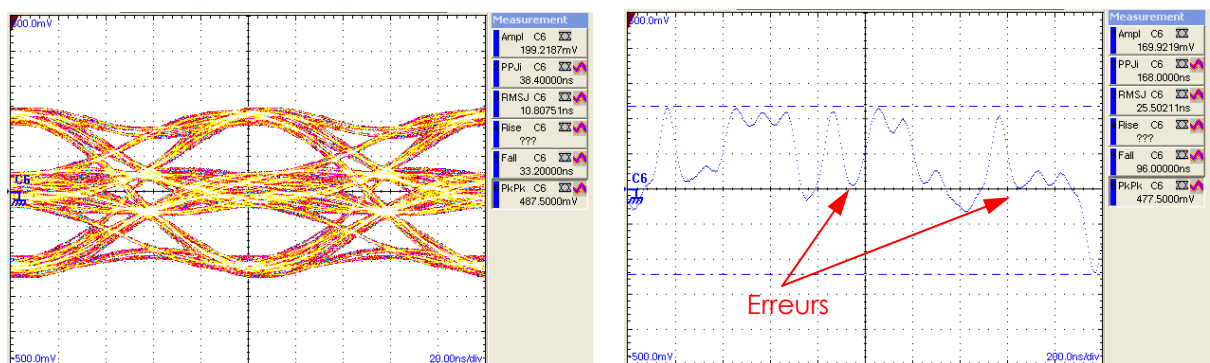 500.0mV
Measurement
Ampl C6
199.2187mV
PPJi C6
38.40000ns
RMSJ C6
10.80751ns
Rise C6
???
Fall C6
33.20000ns
PkPk C6
487.5000mV
C6
-500.0mV
20.00ns/div
500.0mV
Measurement
Ampl C6
169.9219mV
PPJi C6
168.0000ns
RMSJ C6
25.50211ns
Rise C6
???
Fall C6
96.00000ns
PkPk C6
477.5000mV
C6
Erreurs
-500.0mV
200.0ns/div